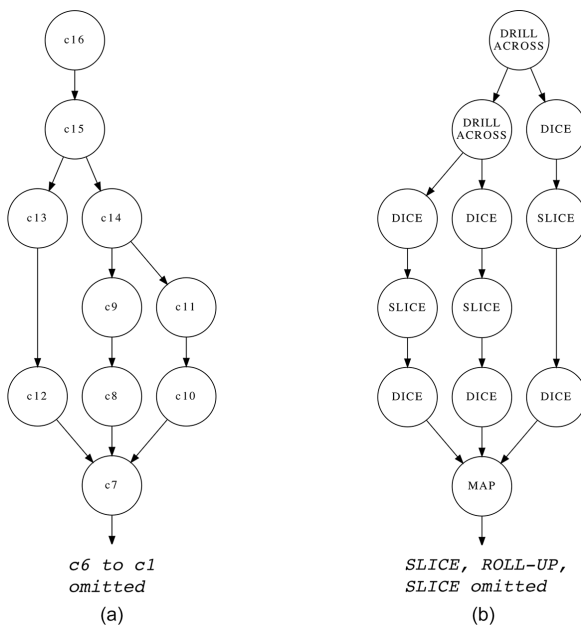 c16
c15
c13
c14
c9
c11
c12
c8
c10
c7
c6 to c1
omitted
(a)
DRILL
ACROSS
DRILL
ACROSS
DICE
DICE
DICE
SLICE
SLICE
SLICE
DICE
DICE
DICE
MAP
SLICE, ROLL-UP,
SLICE omitted
(b)